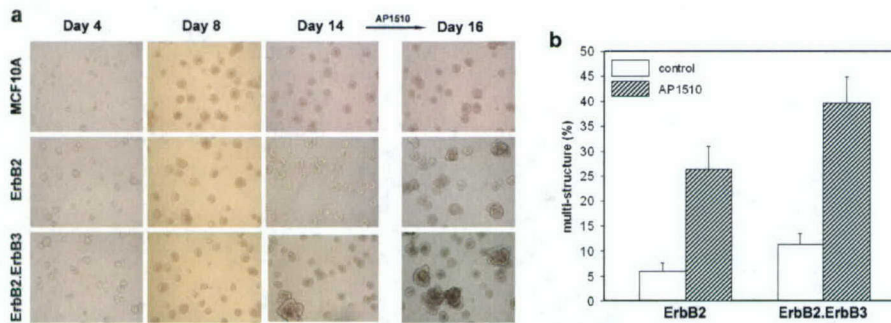 a
Day 4 Day 8 Day 14 AP1510 Day 16
MCF10A
ErbB2
ErbB2.ErbB3
b
multi-structure (%)
50
45
40
35
30
25
20
15
10
5
0
control
AP1510
ErbB2 ErbB2.ErbB3